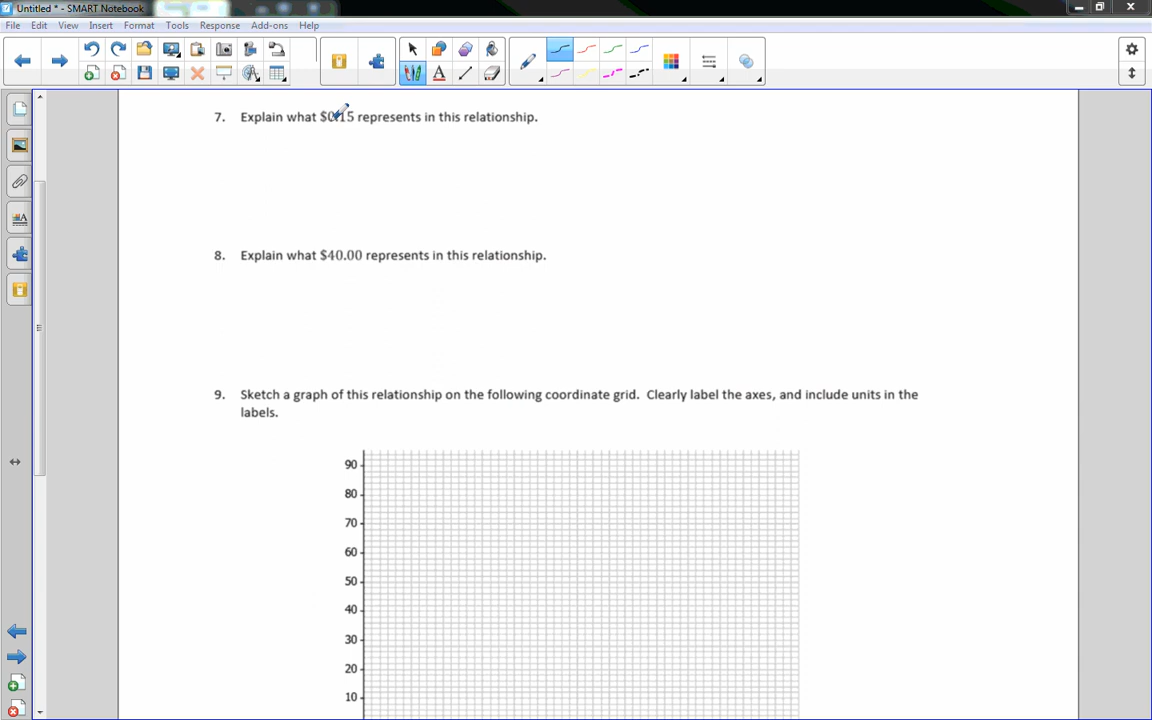 Untitled * - SMART Notebook
File Edit View Insert Format Tools Response Add-ons Help
7. Explain what $0.15 represents in this relationship.
8. Explain what $40.00 represents in this relationship.
9. Sketch a graph of this relationship on the following coordinate grid. Clearly label the axes, and include units in the
labels.
90
80
70
60
50
40
30
20
10